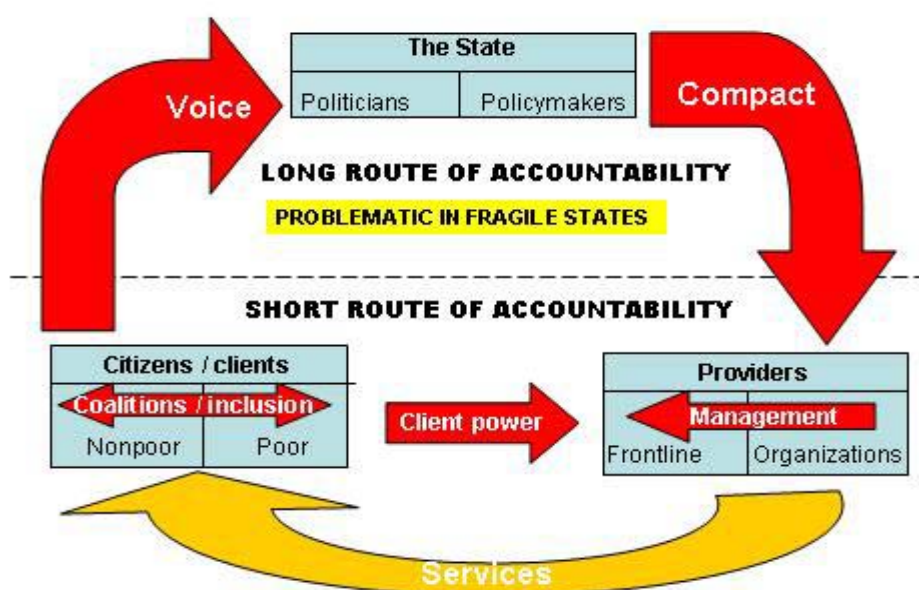 The State
Politicians
Policymakers
Voice
Compact
LONG ROUTE OF ACCOUNTABILITY
PROBLEMATIC IN FRAGILE STATES
SHORT ROUTE OF ACCOUNTABILITY
Citizens / clients
Coalitions / inclusion
Nonpoor
Poor
Client power
Providers
Management
Frontline
Organizations
Services